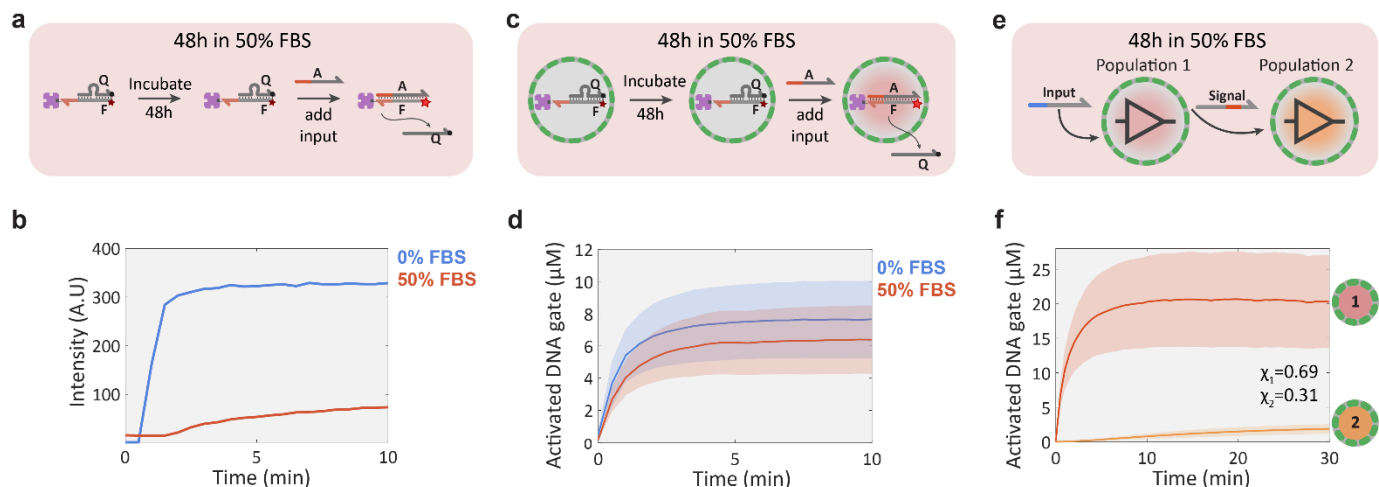 a
48h in 50% FBS
Q
F
Incubate
48h
Q
F
A
add
input
A
F
Q
b
Intensity (A.U)
400
300
200
100
0% FBS
50% FBS
0
5
10
Time (min)
c
48h in 50% FBS
Q
F
Incubate
48h
Q
F
A
add
input
A
F
Q
d
Activated DNA gate (μM)
12
10
8
6
4
2
0
0% FBS
50% FBS
0
5
10
Time (min)
e
48h in 50% FBS
Population 1
Population 2
Input
Signal
f
Activated DNA gate (μM)
25
20
15
10
5
0
χ1=0.69
χ2=0.31
1
2
0
10
20
30
Time (min)